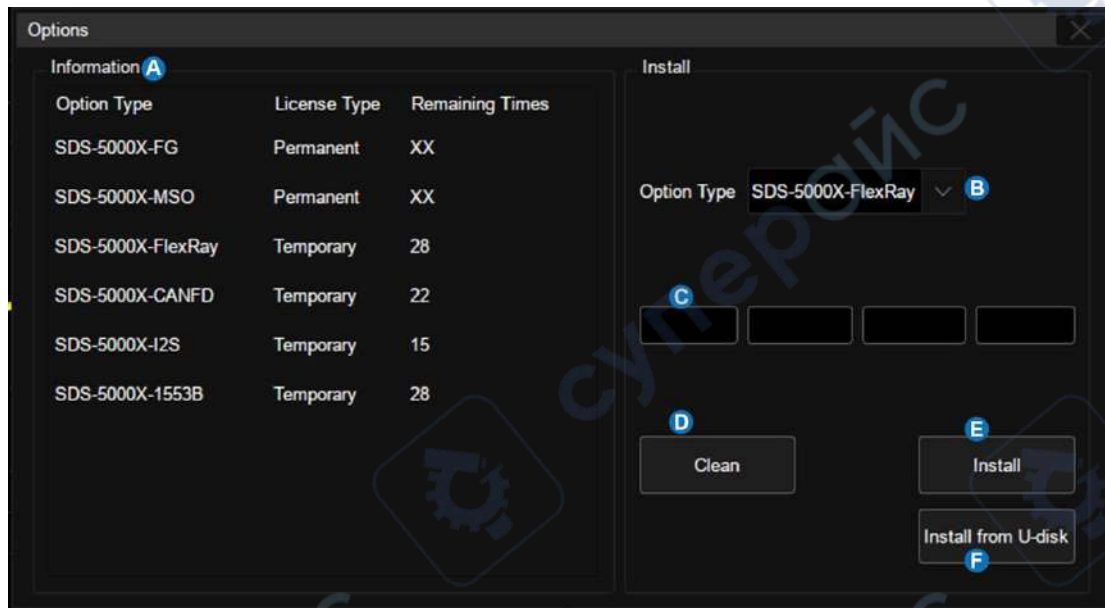 Options
Information A
Install
Option Type License Type Remaining Times
SDS-5000X-FG Permanent XX
SDS-5000X-MSO Permanent XX
SDS-5000X-FlexRay Temporary 28
SDS-5000X-CANFD Temporary 22
SDS-5000X-I2S Temporary 15
SDS-5000X-1553B Temporary 28
Option Type SDS-5000X-FlexRay B
C
D
Clean
E
Install
Install from U-disk
F
суперайс